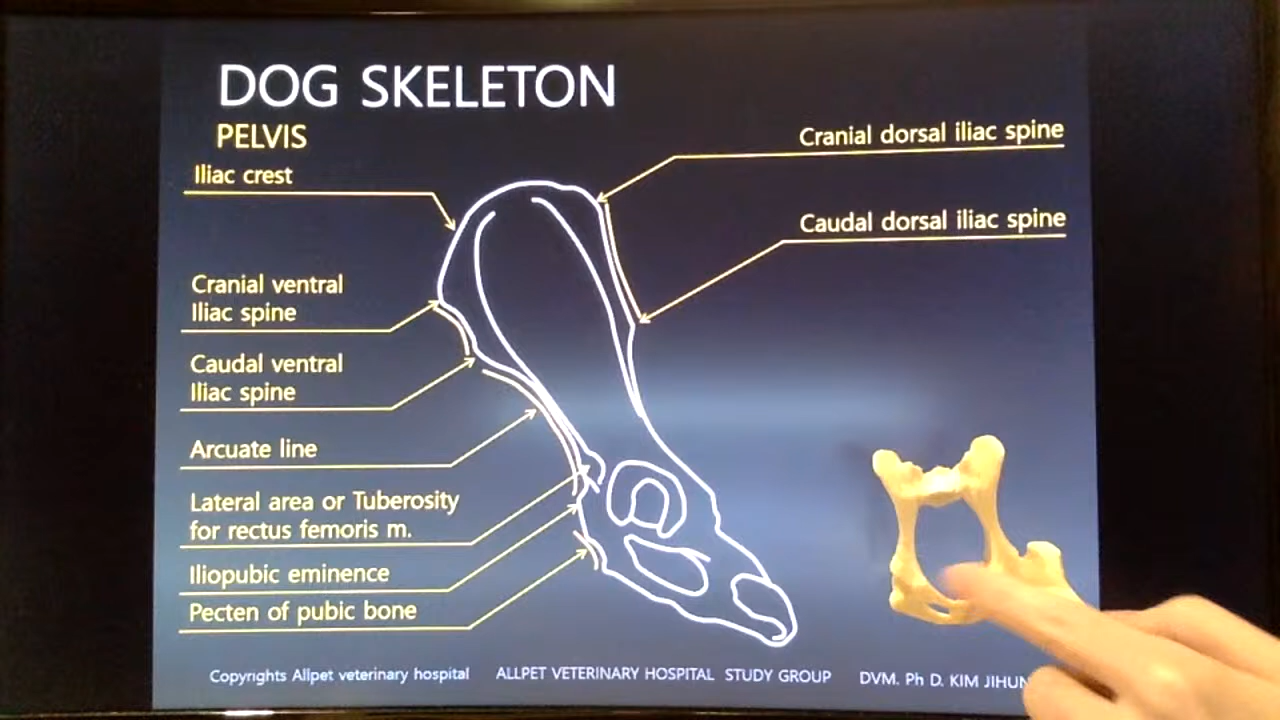 DOG SKELETON
PELVIS
Iliac crest
Cranial ventral
Iliac spine
Caudal ventral
Iliac spine
Arcuate line
Lateral area or Tuberosity
for rectus femoris m.
Iliopubic eminence
Pecten of pubic bone
Cranial dorsal iliac spine
Caudal dorsal iliac spine
Copyrights Allpet veterinary hospital
ALLPET VETERINARY HOSPITAL STUDY GROUP
DVM. Ph D. KIM JIHUN